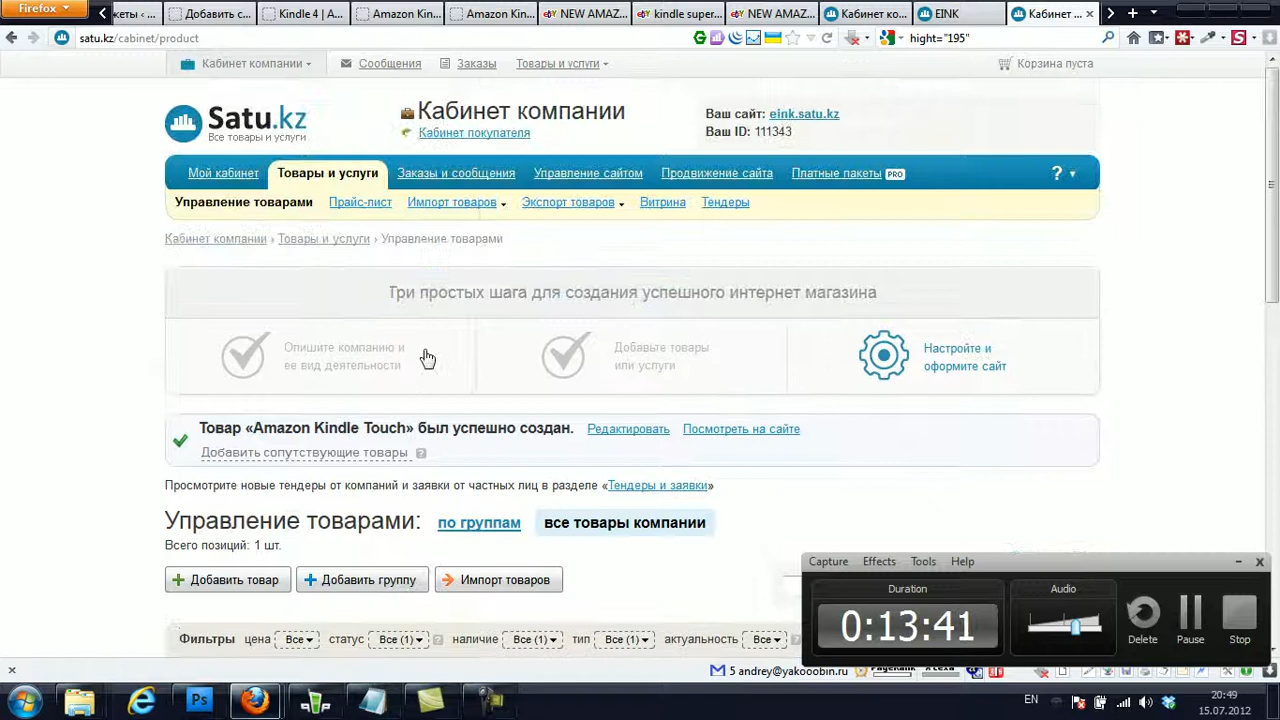 Firefox
кеты ‹ ...
Добавить с...
Kindle 4 | A...
Amazon Kin...
Amazon Kin...
NEW AMAZ...
kindle super...
NEW AMAZ...
Кабинет ко...
EINK
Кабинет ...
satu.kz/cabinet/product
hight="195"
Кабинет компании
Сообщения
Заказы
Товары и услуги
Корзина пуста
Satu.kz
Все товары и услуги
Кабинет компании
Кабинет покупателя
Ваш сайт: eink.satu.kz
Ваш ID: 111343
Мой кабинет
Товары и услуги
Заказы и сообщения
Управление сайтом
Продвижение сайта
Платные пакеты PRO
?
Управление товарами
Прайс-лист
Импорт товаров
Экспорт товаров
Витрина
Тендеры
Кабинет компании › Товары и услуги › Управление товарами
Три простых шага для создания успешного интернет магазина
Опишите компанию и
ее вид деятельности
Добавьте товары
или услуги
Настройте и
оформите сайт
Товар «Amazon Kindle Touch» был успешно создан. Редактировать Посмотреть на сайте
Добавить сопутствующие товары ?
Просмотрите новые тендеры от компаний и заявки от частных лиц в разделе «Тендеры и заявки»
Управление товарами: по группам все товары компании
Всего позиций: 1 шт.
Добавить товар
Добавить группу
Импорт товаров
Фильтры цена Все статус Все (1) ? наличие Все (1) тип Все (1) актуальность Все ?
Capture Effects Tools Help
Duration
0:13:41
Audio
Delete
Pause
Stop
5 andrey@yakooobin.ru
PageRank
Alexa
Ps
EN
20:49
15.07.2012